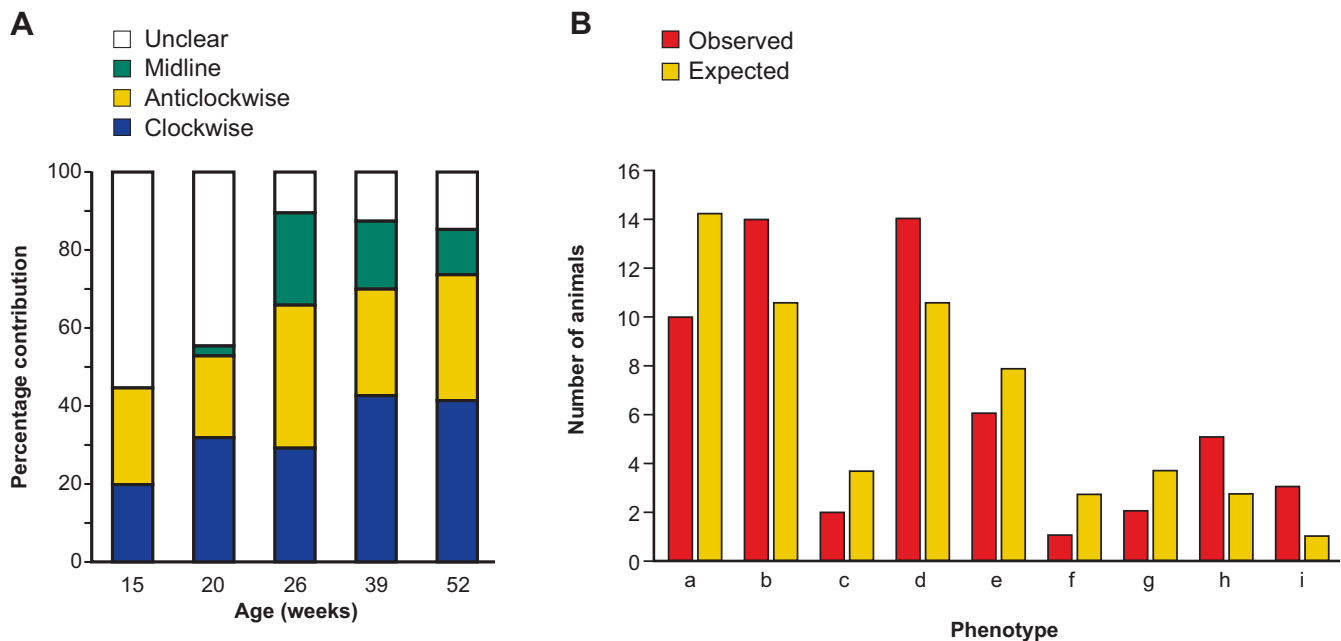 A
Unclear
Midline
Anticlockwise
Clockwise
100
80
60
40
20
0
Percentage contribution
15 20 26 39 52
Age (weeks)
B
Observed
Expected
16
14
12
10
8
6
4
2
0
Number of animals
a b c d e f g h i
Phenotype